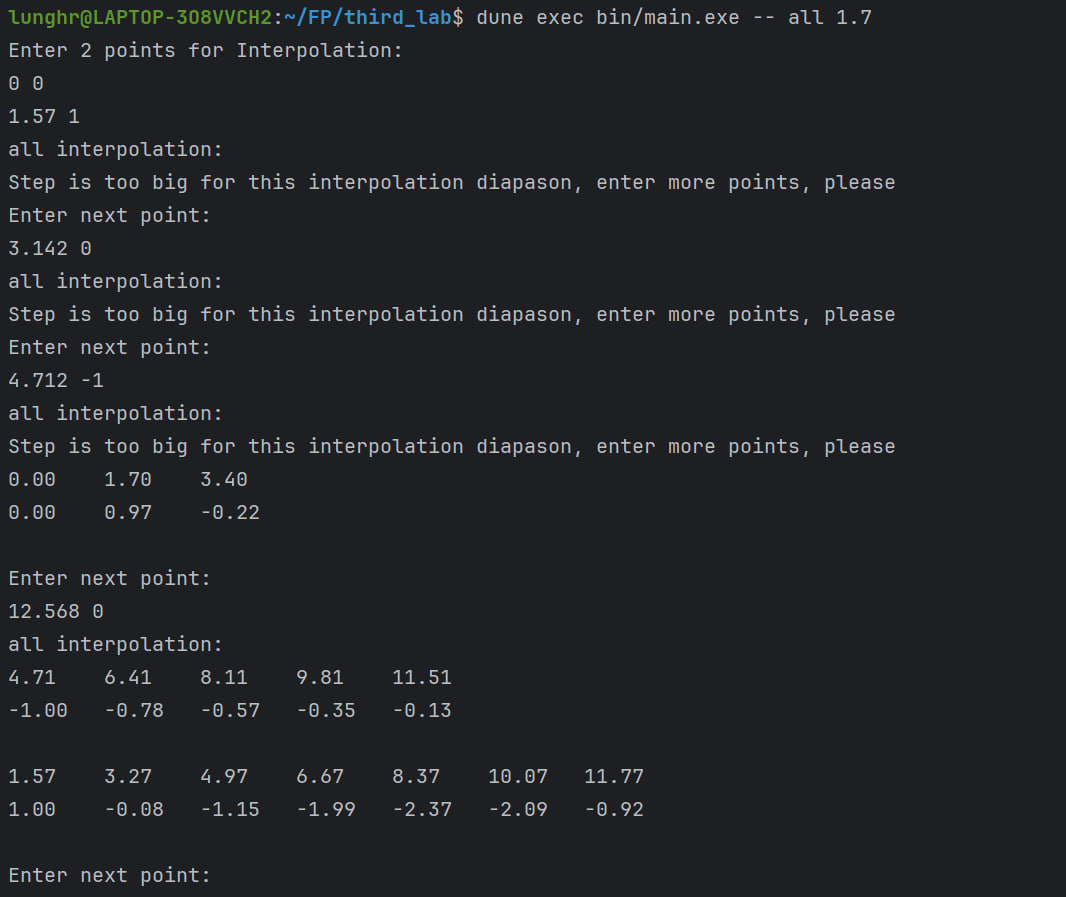 lunghr@LAPTOP-3O8VVCH2:~/FP/third_lab$ dune exec bin/main.exe -- all 1.7
Enter 2 points for Interpolation:
0 0
1.57 1
all interpolation:
Step is too big for this interpolation diapason, enter more points, please
Enter next point:
3.142 0
all interpolation:
Step is too big for this interpolation diapason, enter more points, please
Enter next point:
4.712 -1
all interpolation:
Step is too big for this interpolation diapason, enter more points, please
0.00    1.70    3.40
0.00    0.97    -0.22
Enter next point:
12.568 0
all interpolation:
4.71    6.41    8.11    9.81    11.51
-1.00   -0.78   -0.57   -0.35   -0.13
1.57    3.27    4.97    6.67    8.37    10.07   11.77
1.00    -0.08   -1.15   -1.99   -2.37   -2.09   -0.92
Enter next point: